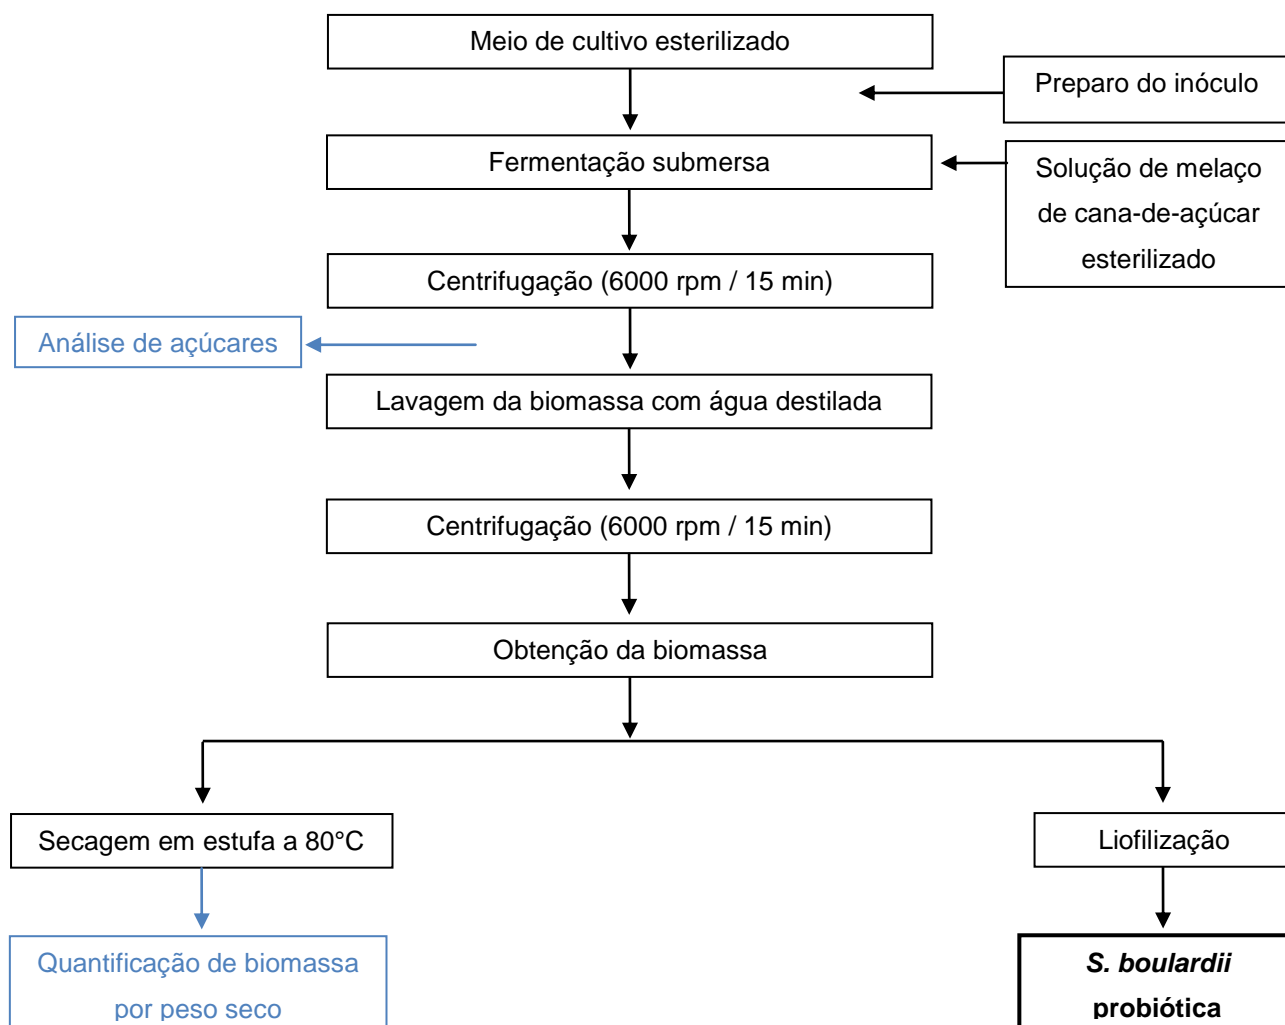 Meio de cultivo esterilizado
Preparo do inóculo
Fermentação submersa
Solução de melaço
de cana-de-açúcar
esterilizado
Centrifugação (6000 rpm / 15 min)
Análise de açúcares
Lavagem da biomassa com água destilada
Centrifugação (6000 rpm / 15 min)
Obtenção da biomassa
Secagem em estufa a 80°C
Liofilização
Quantificação de biomassa
por peso seco
S. boulardii
probiótica